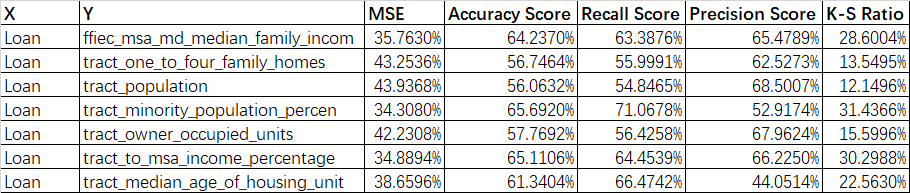 X Y MSE Accuracy Score Recall Score Precision Score K-S Ratio
Loan ffiec_msa_md_median_family_incom 35.7630% 64.2370% 63.3876% 65.4789% 28.6004%
Loan tract_one_to_four_family_homes 43.2536% 56.7464% 55.9991% 62.5273% 13.5495%
Loan tract_population 43.9368% 56.0632% 54.8465% 68.5007% 12.1496%
Loan tract_minority_population_percen 34.3080% 65.6920% 71.0678% 52.9174% 31.4366%
Loan tract_owner_occupied_units 42.2308% 57.7692% 56.4258% 67.9624% 15.5996%
Loan tract_to_msa_income_percentage 34.8894% 65.1106% 64.4539% 66.2250% 30.2988%
Loan tract_median_age_of_housing_unit 38.6596% 61.3404% 66.4742% 44.0514% 22.5630%